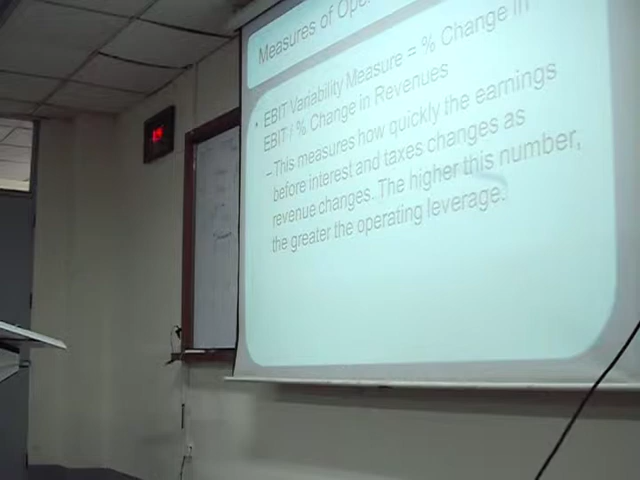 Measures of
EBIT Variability Measure = % Change in
EBIT / % Change in Revenues
– This measures how quickly the earnings
before interest and taxes changes as
revenue changes. The higher this number,
the greater the operating leverage.